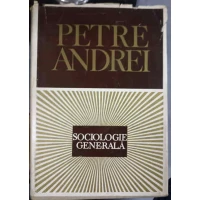 PETRE
ANDREI
SOCIOLOGIE
GENERALĂ